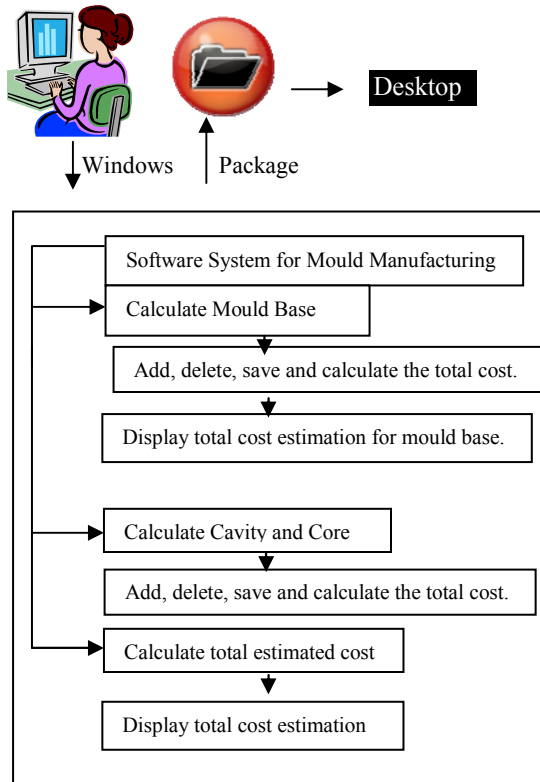 Desktop
Windows
Package
Software System for Mould Manufacturing
Calculate Mould Base
Add, delete, save and calculate the total cost.
Display total cost estimation for mould base.
Calculate Cavity and Core
Add, delete, save and calculate the total cost.
Calculate total estimated cost
Display total cost estimation